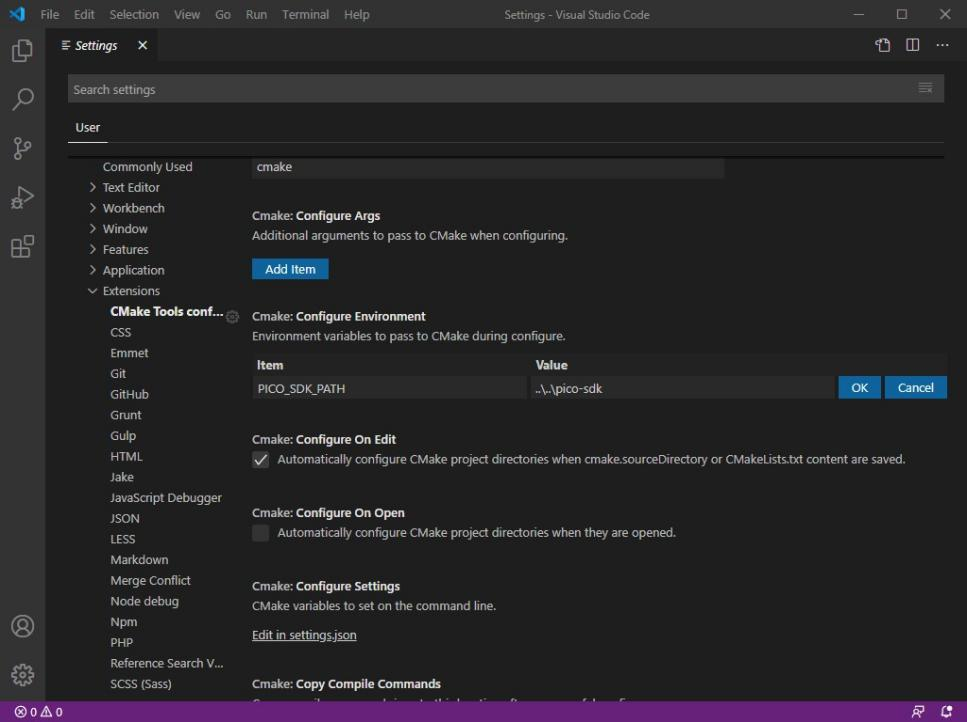 File Edit Selection View Go Run Terminal Help Settings - Visual Studio Code
Settings
Search settings
User
Commonly Used
Text Editor
Workbench
Window
Features
Application
Extensions
CMake Tools conf...
CSS
Emmet
Git
GitHub
Grunt
Gulp
HTML
Jake
JavaScript Debugger
JSON
LESS
Markdown
Merge Conflict
Node debug
Npm
PHP
Reference Search V...
SCSS (Sass)
cmake
Cmake: Configure Args
Additional arguments to pass to CMake when configuring.
Add Item
Cmake: Configure Environment
Environment variables to pass to CMake during configure.
Item Value
PICO_SDK_PATH ..\..\pico-sdk OK Cancel
Cmake: Configure On Edit
Automatically configure CMake project directories when cmake.sourceDirectory or CMakeLists.txt content are saved.
Cmake: Configure On Open
Automatically configure CMake project directories when they are opened.
Cmake: Configure Settings
CMake variables to set on the command line.
Edit in settings.json
Cmake: Copy Compile Commands
0 0